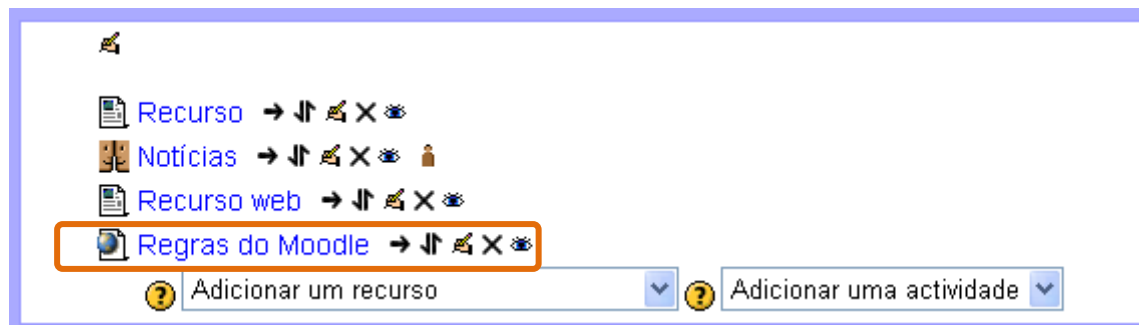 Recurso
Notícias
Recurso web
Regras do Moodle
Adicionar um recurso Adicionar uma actividade